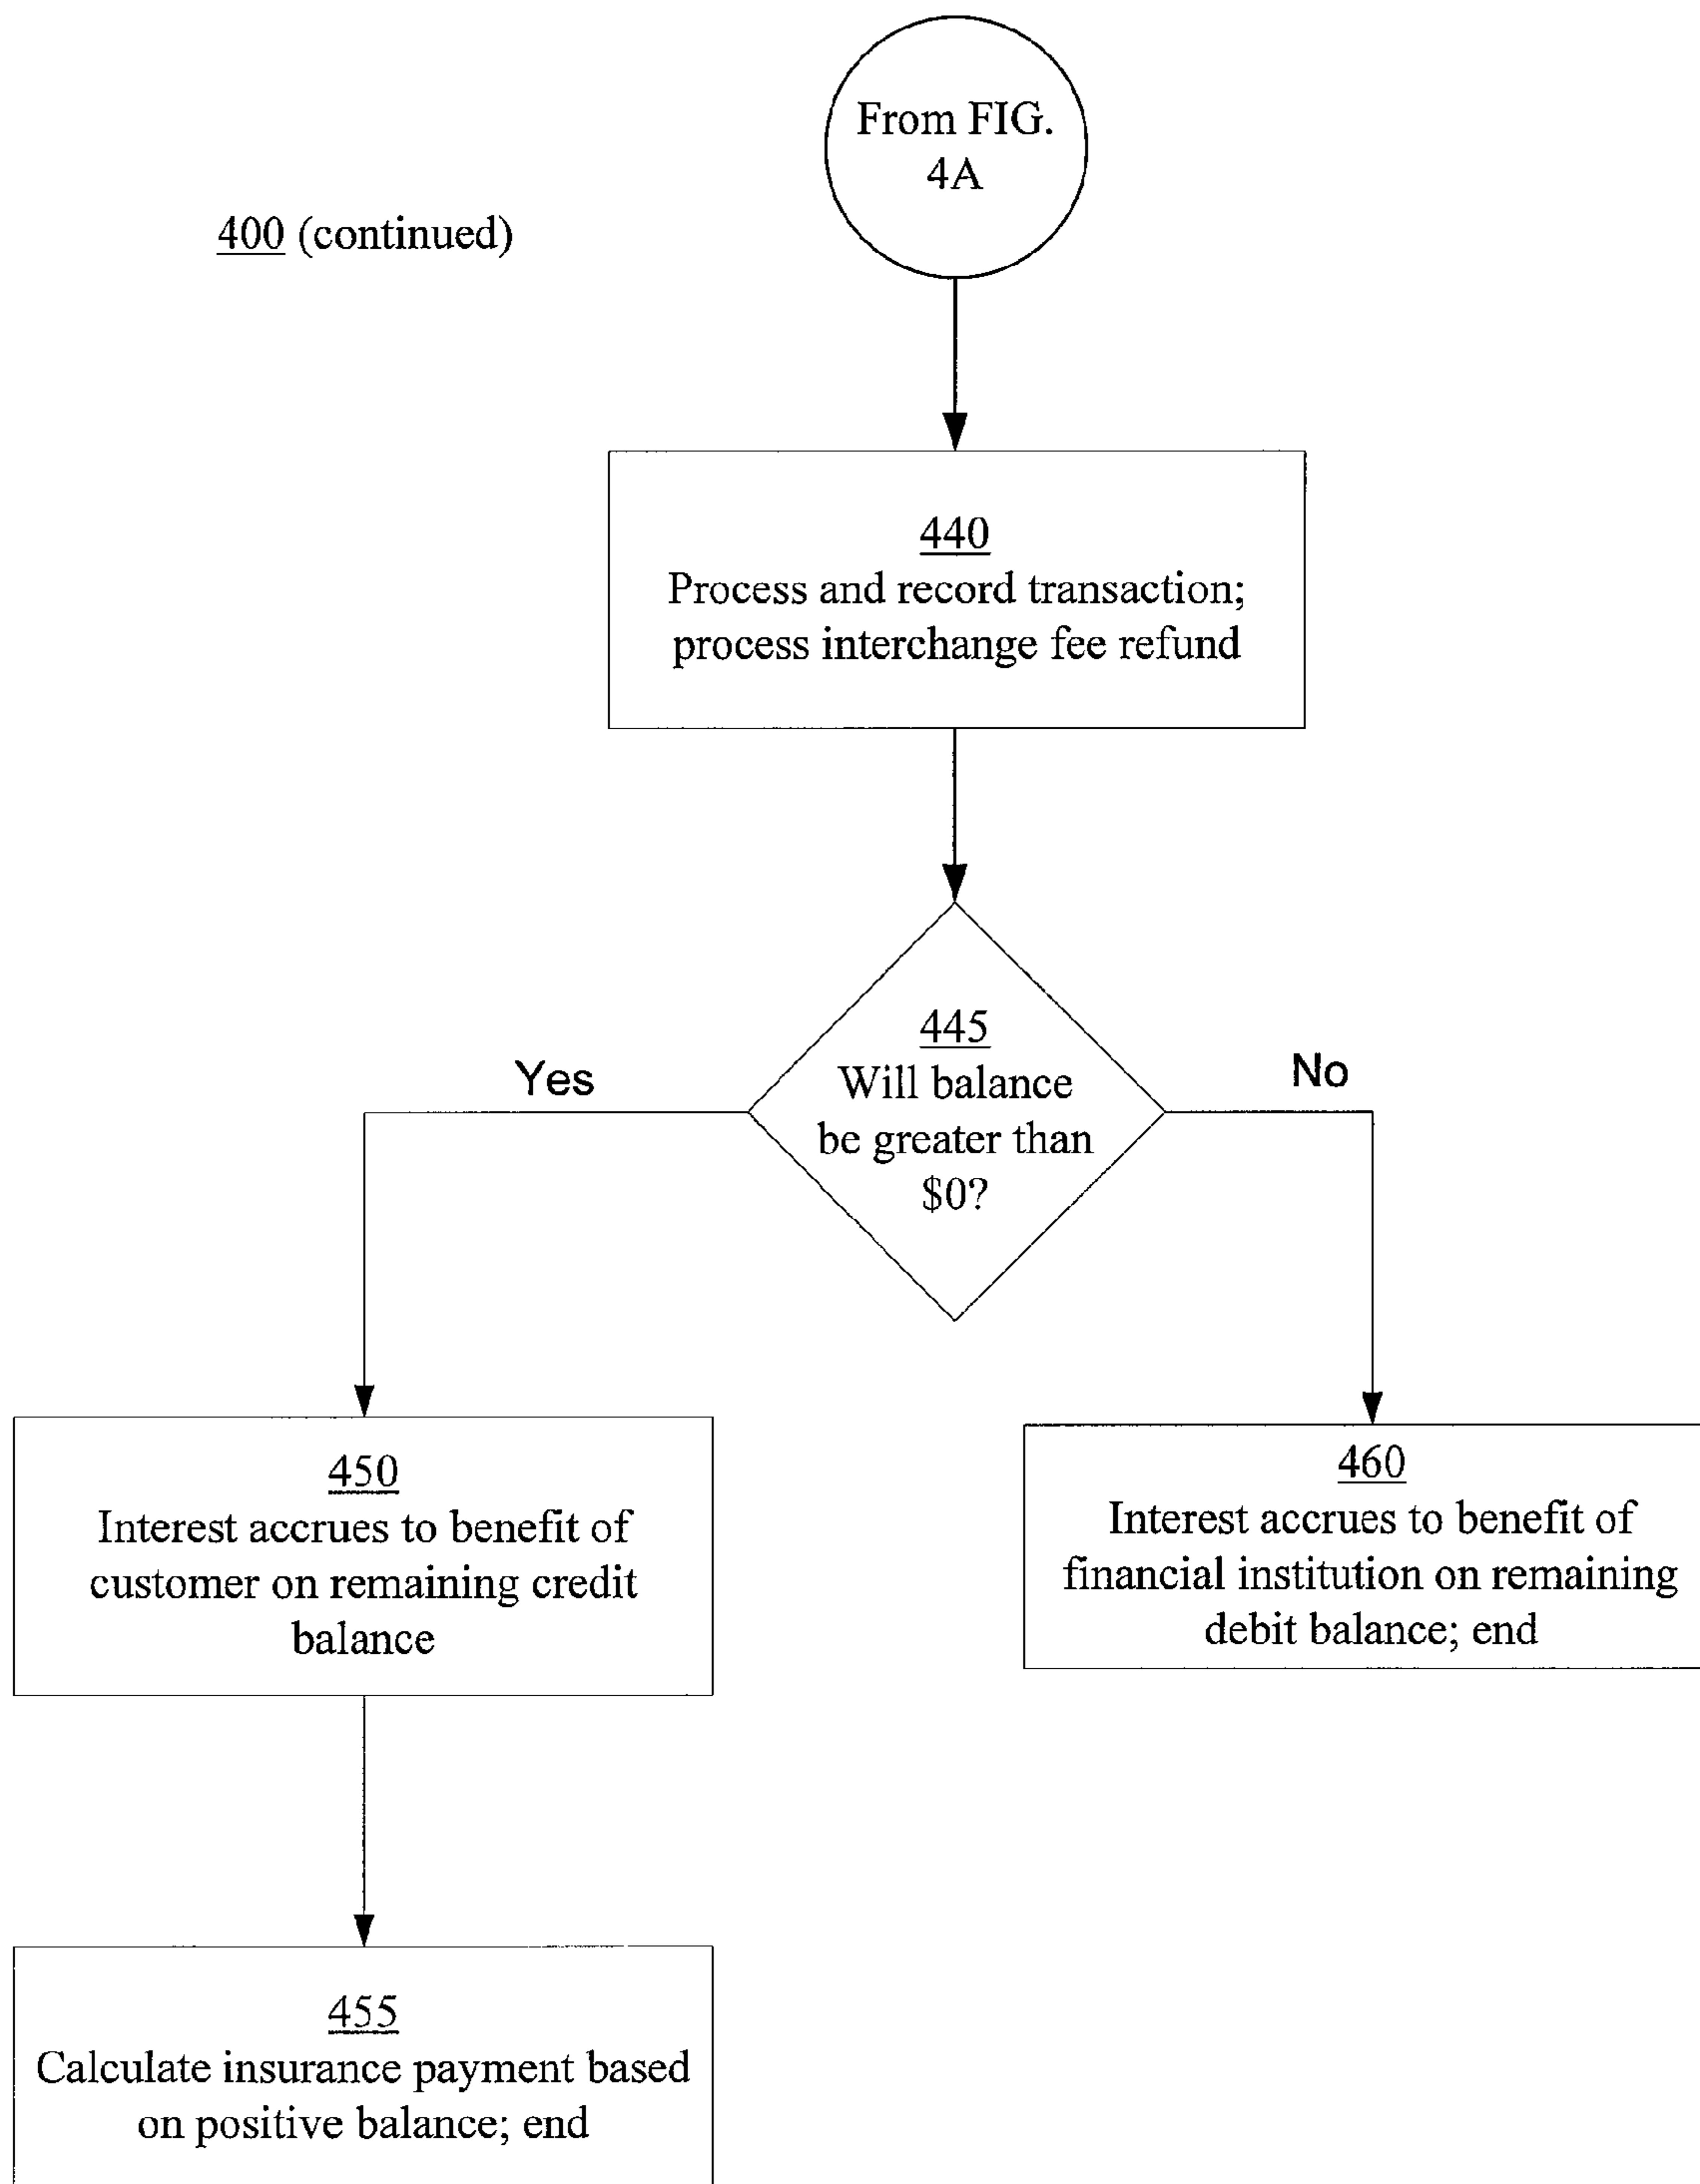 From FIG.
4A
400 (continued)
440
Process and record transaction;
process interchange fee refund
445
Will balance
be greater than
$0?
Yes
No
450
Interest accrues to benefit of
customer on remaining credit
balance
460
Interest accrues to benefit of
financial institution on remaining
debit balance; end
455
Calculate insurance payment based
on positive balance; end